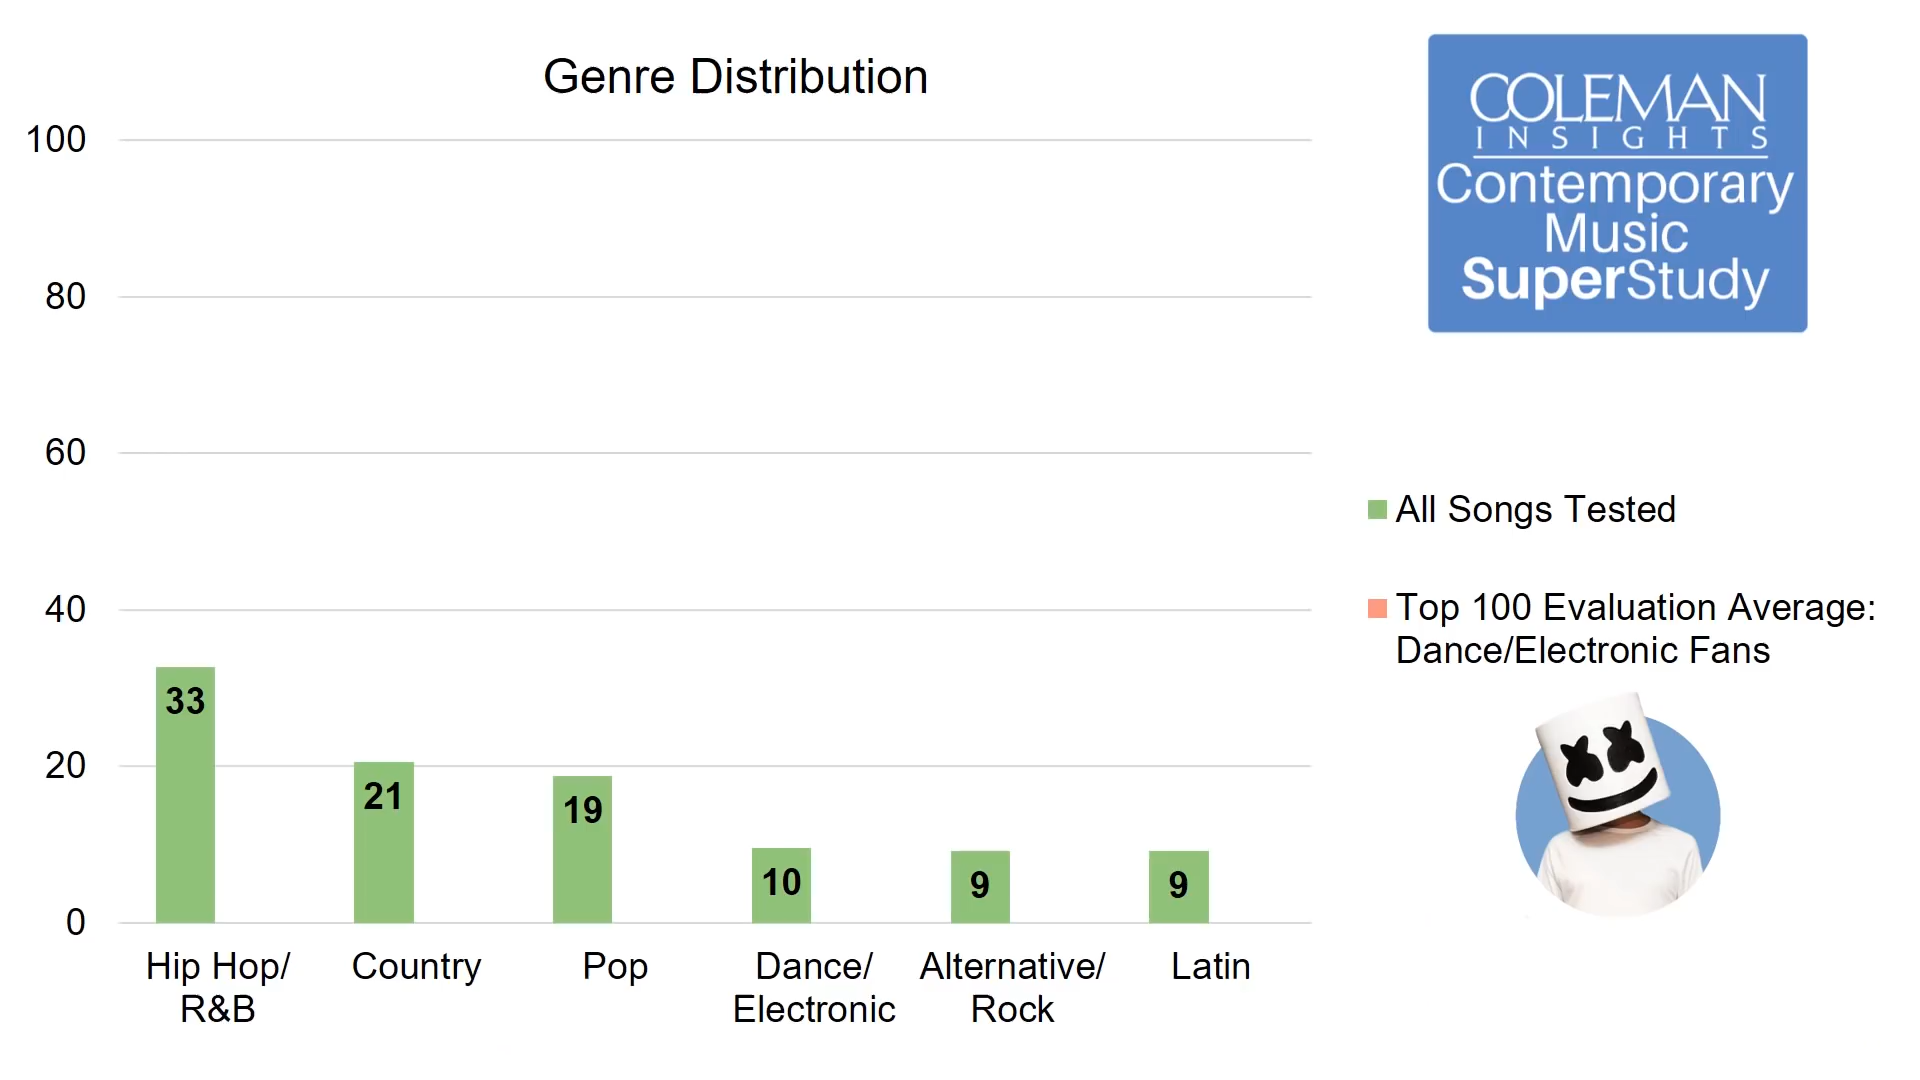 Genre Distribution
COLEMAN
INSIGHTS
Contemporary
Music
SuperStudy
100
80
60
40
20
0
33
21
19
10
9
9
Hip Hop/
R&B
Country
Pop
Dance/
Electronic
Alternative/
Rock
Latin
All Songs Tested
Top 100 Evaluation Average:
Dance/Electronic Fans